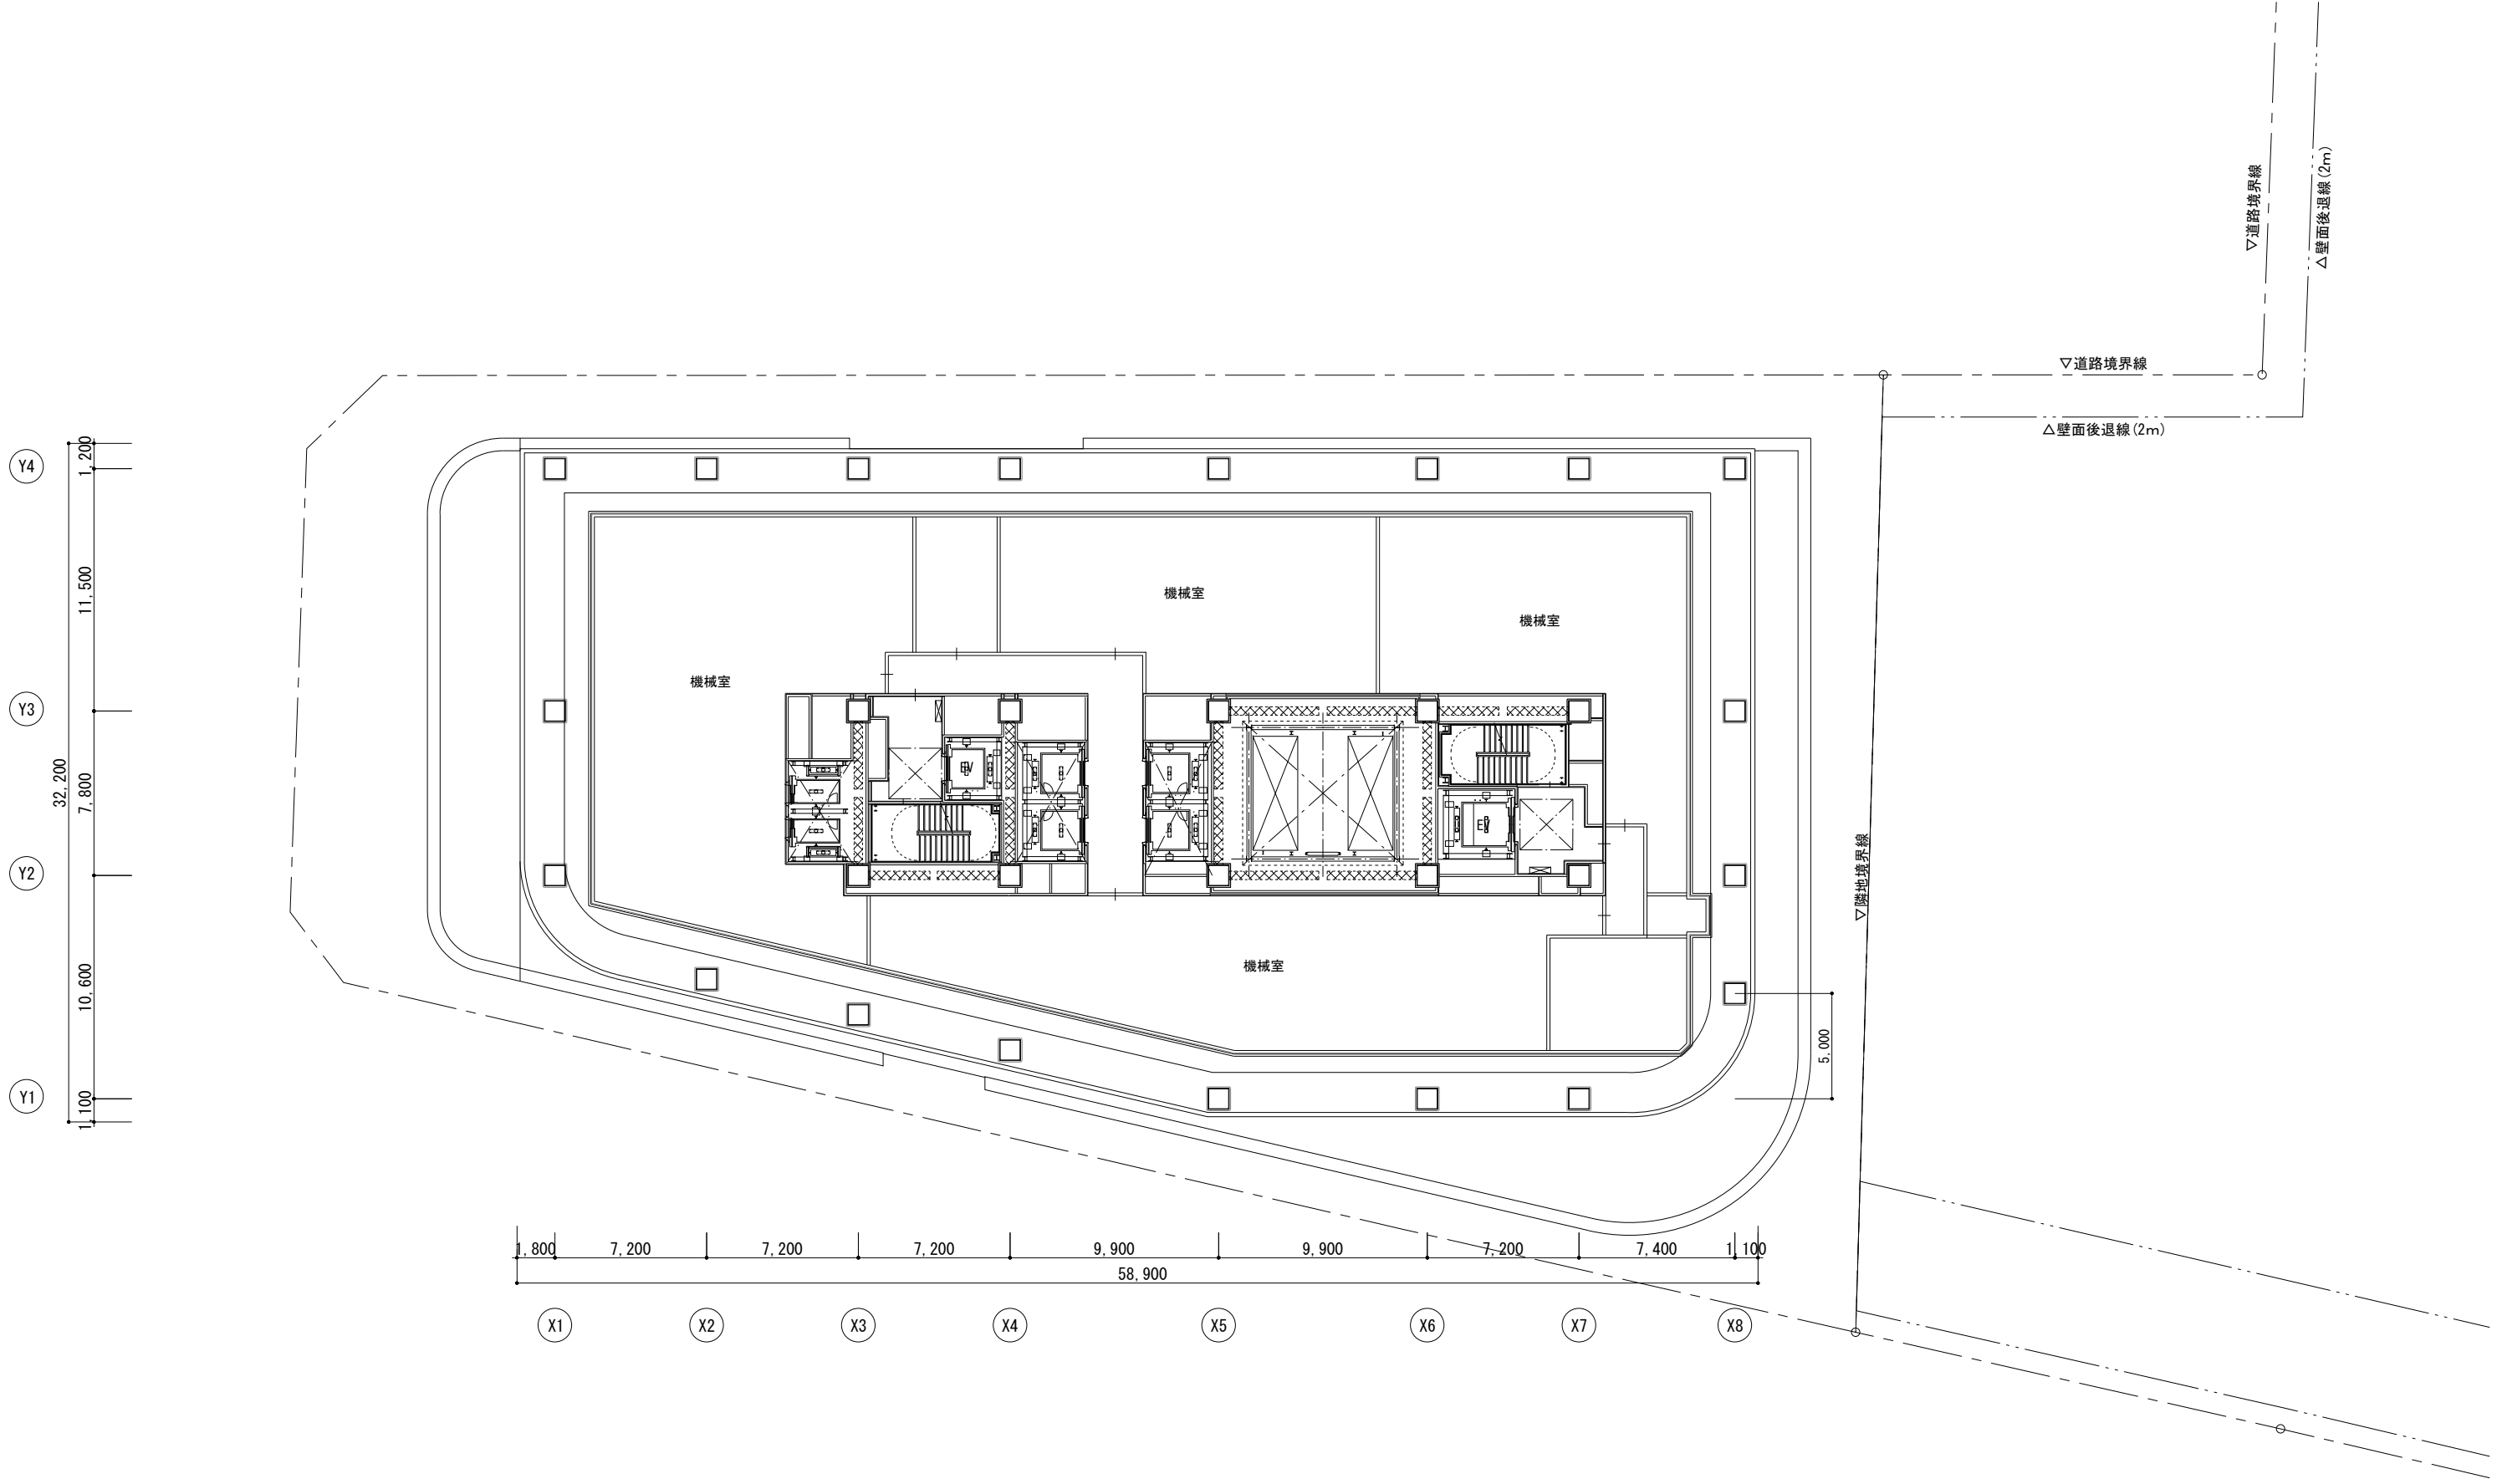 ▽道路境界線
△壁面後退線(2m)
▽道路境界線
△壁面後退線(2m)
Y4
Y3
Y2
Y1
1,200
11,500
7,800
10,600
1,100
32,200
機械室
機械室
機械室
機械室
EV
EV
▽隣地境界線
5,000
1,800
7,200
7,200
7,200
9,900
9,900
7,200
7,400
1,100
58,900
X1
X2
X3
X4
X5
X6
X7
X8